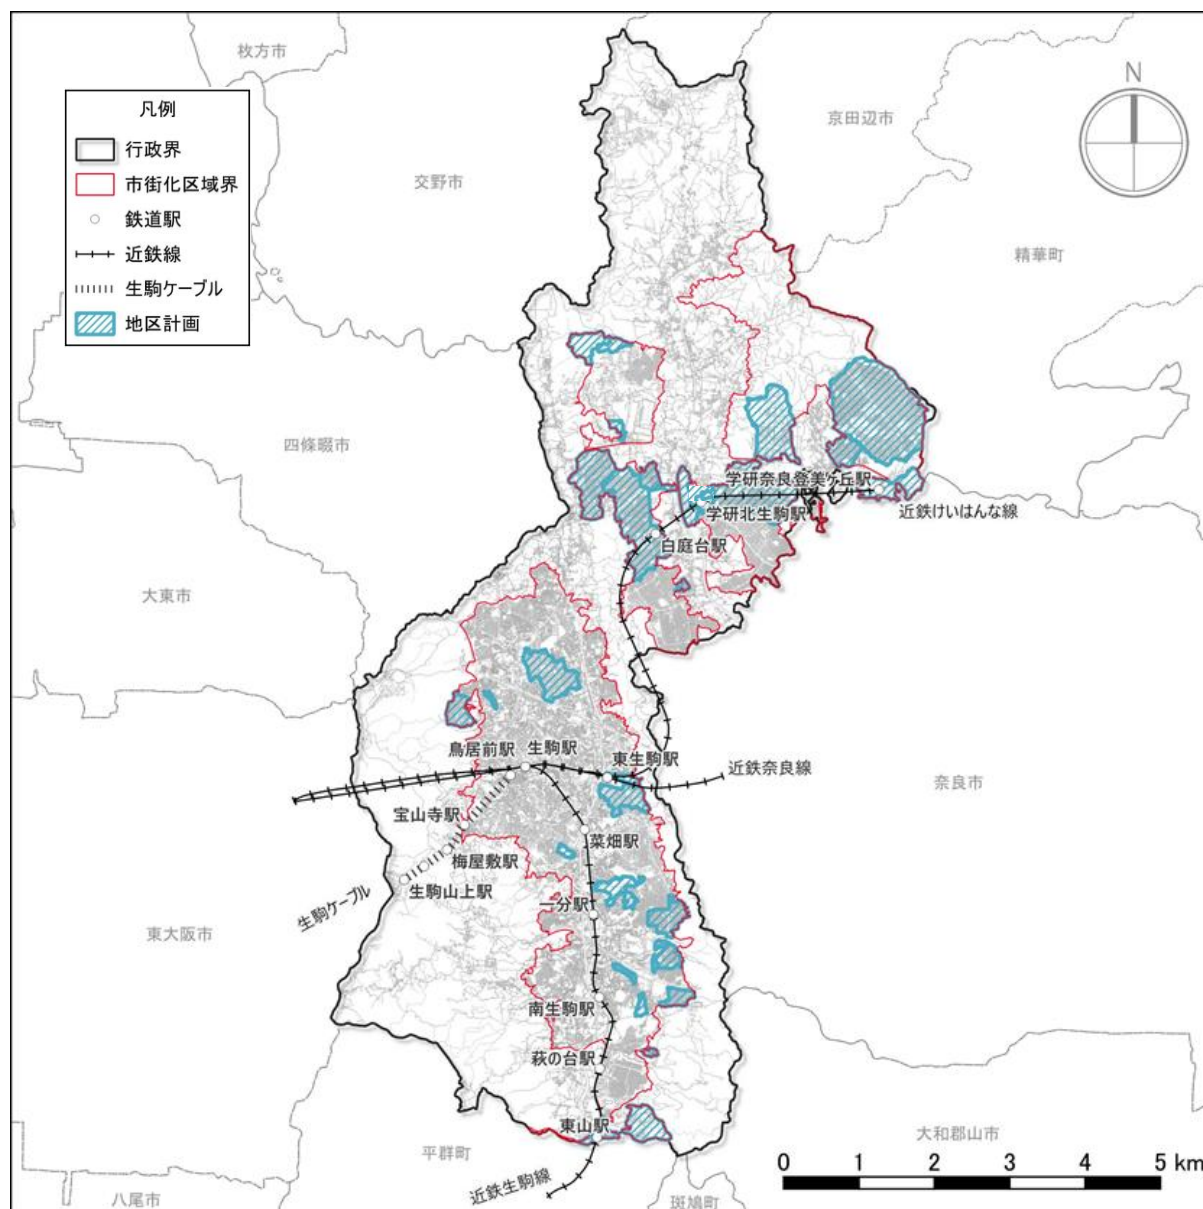 枚方市
凡例
行政界
市街化区域界
鉄道駅
近鉄線
生駒ケーブル
地区計画
N
京田辺市
交野市
精華町
四條畷市
学研奈良登美ケ丘駅
学研北生駒駅
近鉄けいはんな線
白庭台駅
大東市
鳥居前駅
生駒駅
東生駒駅
近鉄奈良線
奈良市
宝山寺駅
菜畑駅
梅屋敷駅
生駒山上駅
生駒ケーブル
一分駅
東大阪市
南生駒駅
萩の台駅
東山駅
大和郡山市
平群町
近鉄生駒線
八尾市
斑鳩町
0 1 2 3 4 5 km